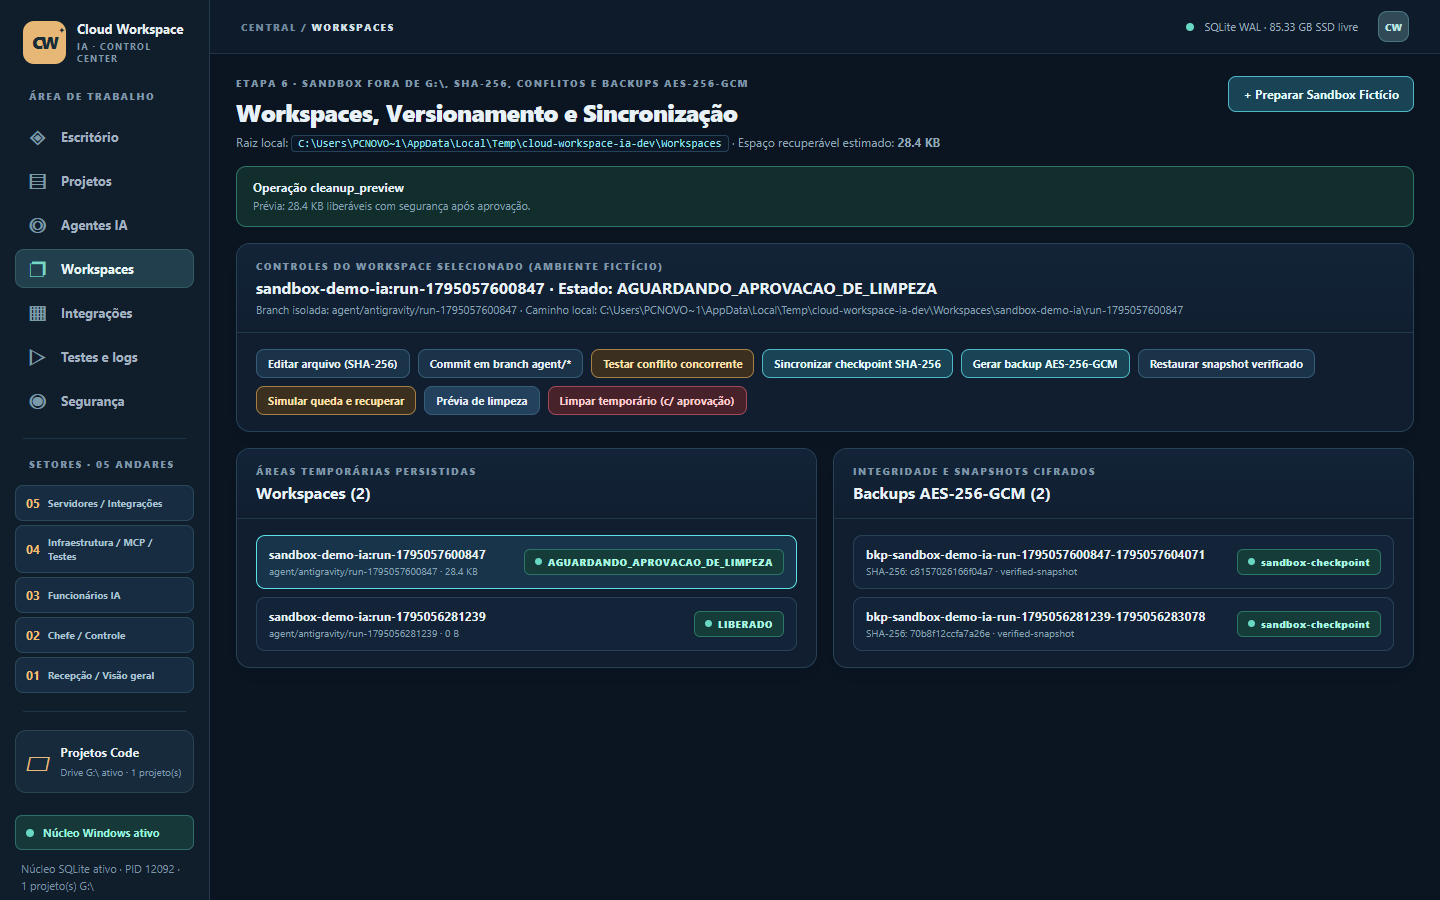 CW
Cloud Workspace
IA · CONTROL
CENTER
ÁREA DE TRABALHO
Escritório
Projetos
Agentes IA
Workspaces
Integrações
Testes e logs
Segurança
SETORES · 05 ANDARES
05 Servidores / Integrações
04 Infraestrutura / MCP /
Testes
03 Funcionários IA
02 Chefe / Controle
01 Recepção / Visão geral
Projetos Code
Drive G:\ ativo · 1 projeto(s)
Núcleo Windows ativo
Núcleo SQLite ativo · PID 12092 ·
1 projeto(s) G:\
CENTRAL / WORKSPACES
SQLite WAL · 85.33 GB SSD livre
CW
ETAPA 6 · SANDBOX FORA DE G:\, SHA-256, CONFLITOS E BACKUPS AES-256-GCM
Workspaces, Versionamento e Sincronização
Raiz local: C:\Users\PCNOVO~1\AppData\Local\Temp\cloud-workspace-ia-dev\Workspaces · Espaço recuperável estimado: 28.4 KB
+ Preparar Sandbox Fictício
Operação cleanup_preview
Prévia: 28.4 KB liberáveis com segurança após aprovação.
CONTROLES DO WORKSPACE SELECIONADO (AMBIENTE FICTÍCIO)
sandbox-demo-ia:run-1795057600847 · Estado: AGUARDANDO_APROVACAO_DE_LIMPEZA
Branch isolada: agent/antigravity/run-1795057600847 · Caminho local: C:\Users\PCNOVO~1\AppData\Local\Temp\cloud-workspace-ia-dev\Workspaces\sandbox-demo-ia\run-1795057600847
Editar arquivo (SHA-256)
Commit em branch agent/*
Testar conflito concorrente
Sincronizar checkpoint SHA-256
Gerar backup AES-256-GCM
Restaurar snapshot verificado
Simular queda e recuperar
Prévia de limpeza
Limpar temporário (c/ aprovação)
ÁREAS TEMPORÁRIAS PERSISTIDAS
Workspaces (2)
sandbox-demo-ia:run-1795057600847
agent/antigravity/run-1795057600847 · 28.4 KB
AGUARDANDO_APROVACAO_DE_LIMPEZA
sandbox-demo-ia:run-1795056281239
agent/antigravity/run-1795056281239 · 0 B
LIBERADO
INTEGRIDADE E SNAPSHOTS CIFRADOS
Backups AES-256-GCM (2)
bkp-sandbox-demo-ia-run-1795057600847-1795057604071
SHA-256: c8157026166f04a7 · verified-snapshot
sandbox-checkpoint
bkp-sandbox-demo-ia-run-1795056281239-1795056283078
SHA-256: 70b8f12ccfa7a26e · verified-snapshot
sandbox-checkpoint